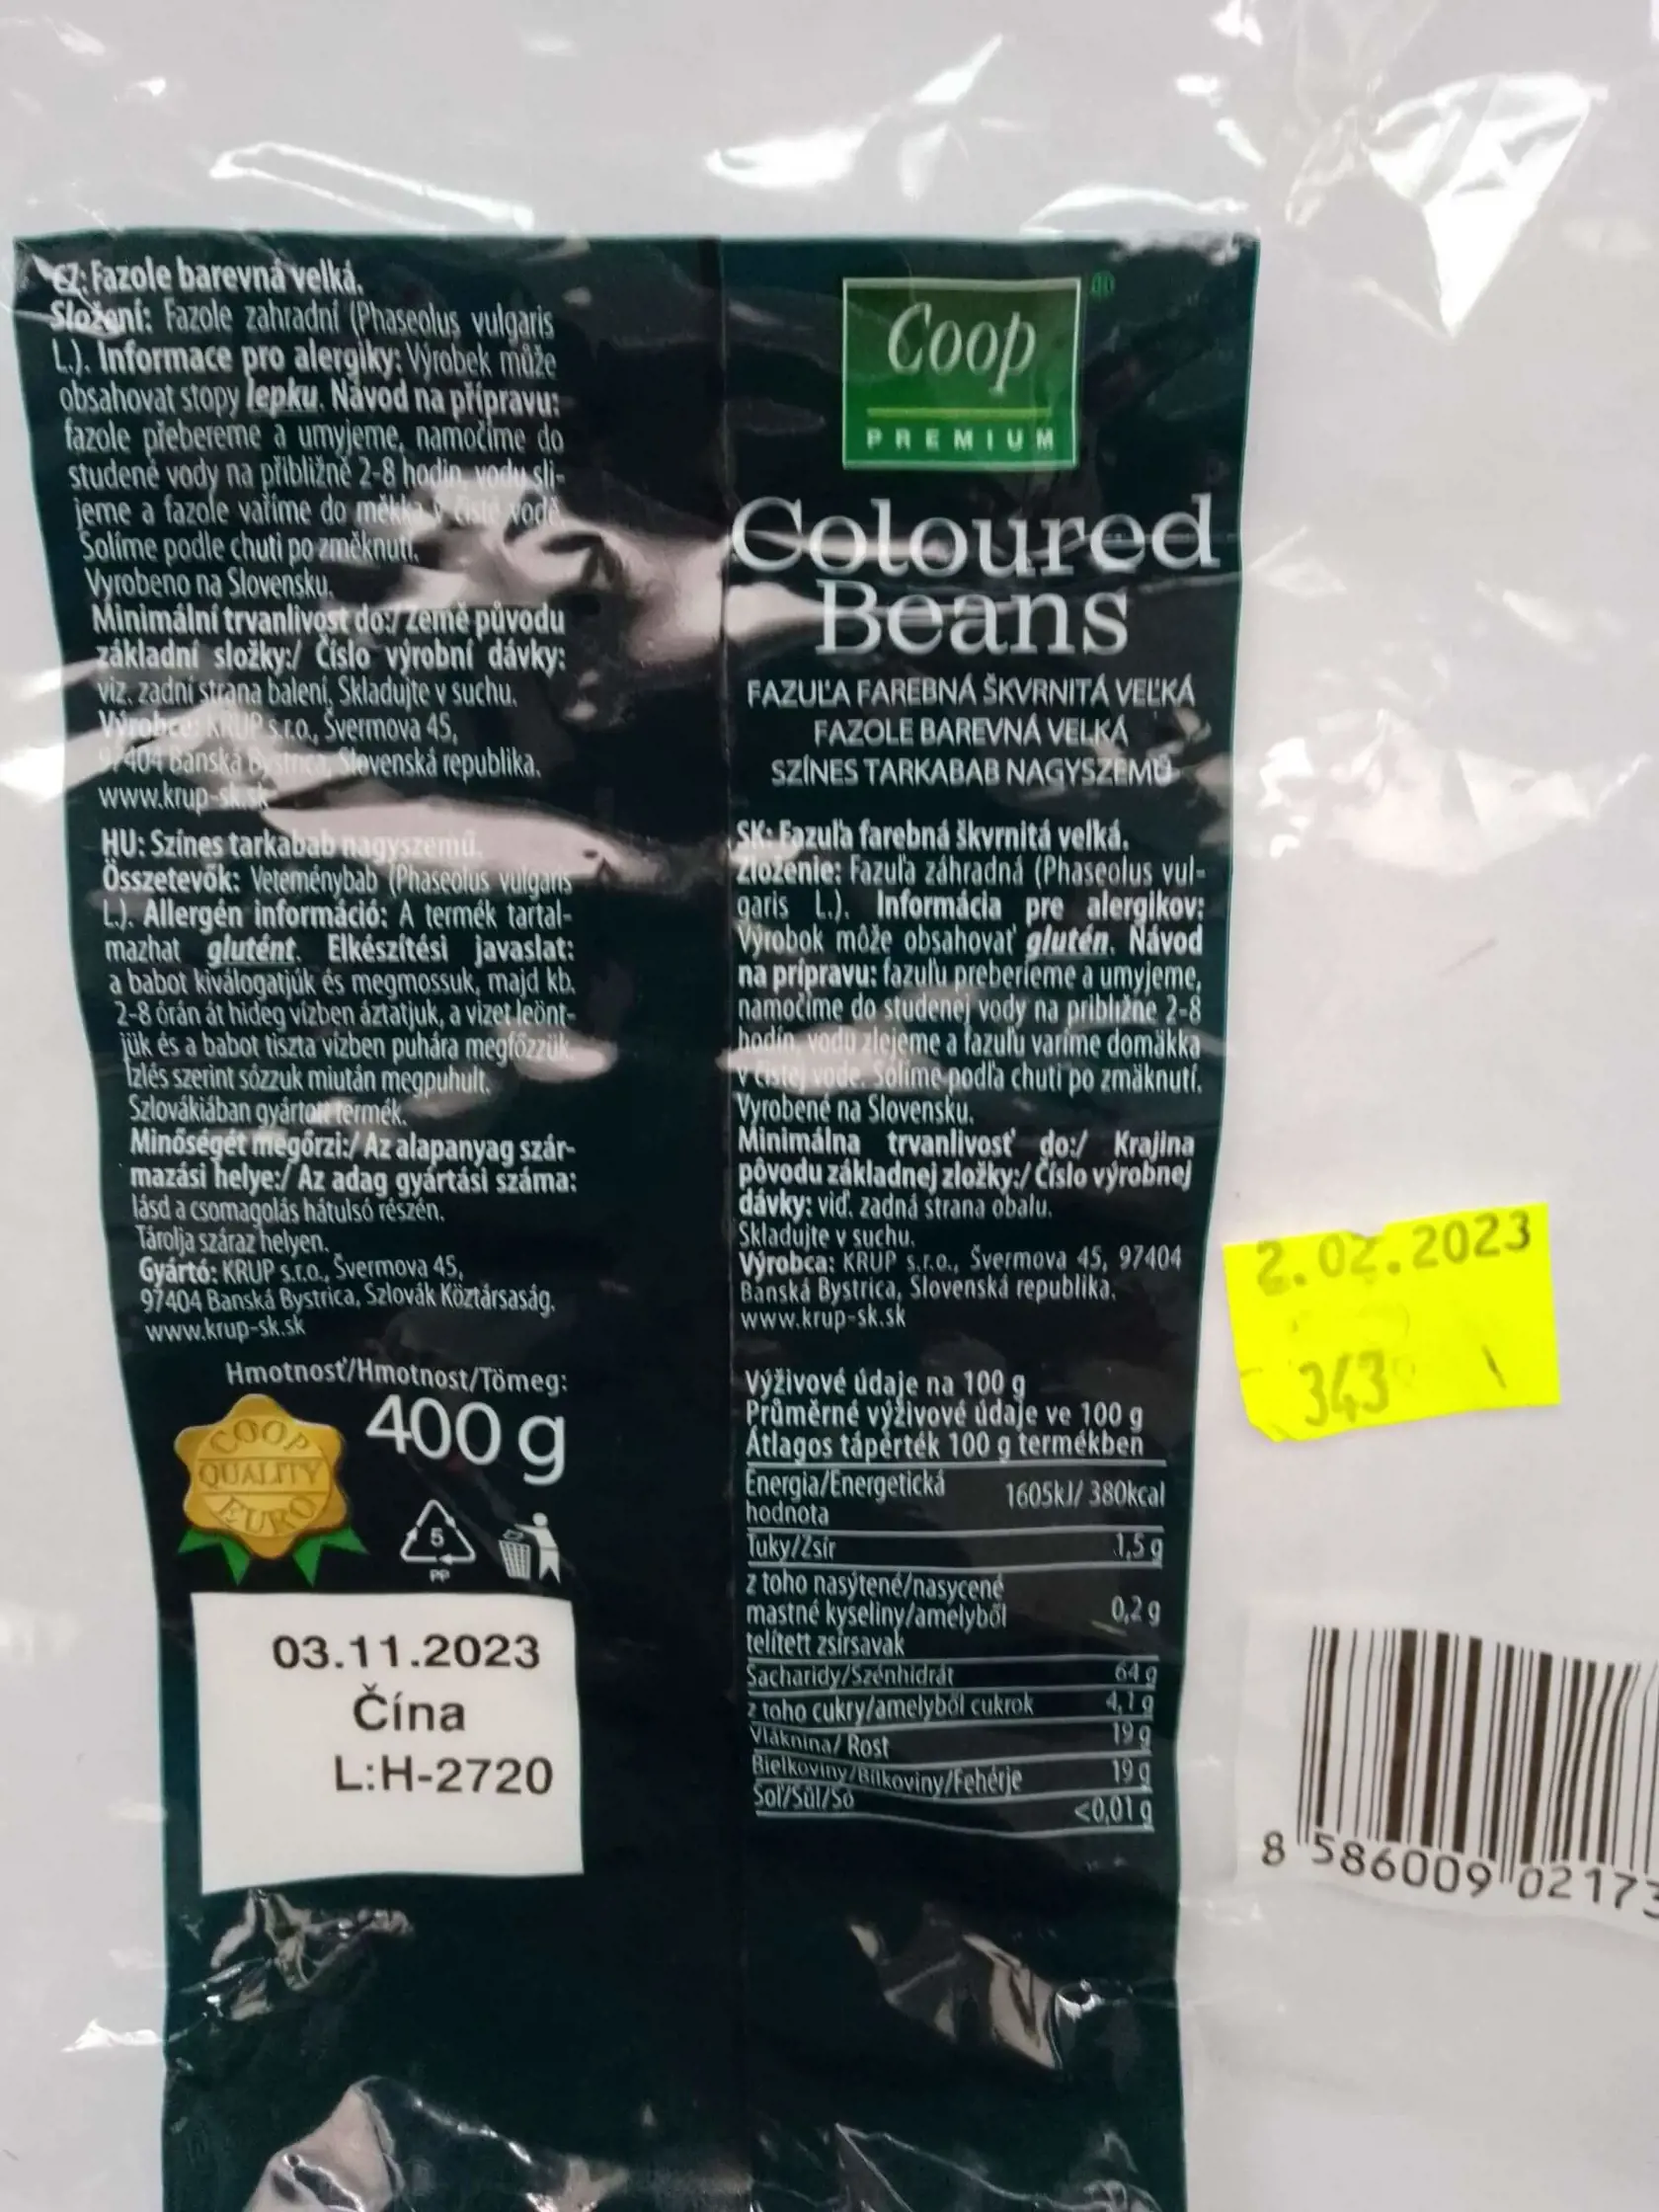 CZ: Fazole barevná velká.
Složení: Fazole zahradní (Phaseolus vulgaris
L.). Informace pro alergiky: Výrobek může
obsahovat stopy lepku. Návod na přípravu:
fazole přebereme a umyjeme, namočíme do
studené vody na přibližně 2-8 hodin, vodu sli-
jeme a fazole vaříme do měkka v čisté vodě.
Solíme podle chuti po změknutí.
Vyrobeno na Slovensku.
Minimální trvanlivost do:/ Země původu
základní složky:/ Číslo výrobní dávky:
viz. zadní strana balení. Skladujte v suchu.
Výrobce: KRUP s.r.o., Švermova 45,
97404 Banská Bystrica, Slovenská republika.
www.krup-sk.sk
HU: Színes tarkabab nagyszemű.
Összetevők: Veteménybab (Phaseolus vulgaris
L.). Allergén információ: A termék tartal-
mazhat glutént. Elkészítési javaslat:
a babot kiválogatjúk és megmossuk, majd kb.
2-8 órán át hideg vízben áztatjuk, a vizet leönt-
jük és a babot tiszta vízben puhára megfőzzük.
Izlés szerint sózzuk miután megpuhult.
Szlovákiában gyártott termék.
Minőségét megőrzi:/ Az alapanyag szár-
mazási helye:/ Az adag gyártási száma:
lásd a csomagolás hátulsó részén.
Tárolja száraz helyen.
Gyártó: KRUP s.r.o., Švermova 45,
97404 Banská Bystrica, Szlovák Köztársaság.
www.krup-sk.sk
Hmotnosť/Hmotnost/Tömeg:
400 g
COOP
QUALITY
EURO
5
PP
03.11.2023
Čína
L:H-2720
Coop
PREMIUM
Coloured
Beans
FAZUĽA FAREBNÁ ŠKVRNITÁ VEĽKÁ
FAZOLE BAREVNÁ VELKÁ
SZÍNES TARKABAB NAGYSZEMŰ
SK: Fazuľa farebná škvrnitá veľká.
Zloženie: Fazuľa záhradná (Phaseolus vul-
garis L.). Informácia pre alergikov:
Výrobok môže obsahovať glutén. Návod
na prípravu: fazuľu preberieme a umyjeme,
namočíme do studenej vody na približne 2-8
hodín, vodu zlejeme a fazuľu varíme domäkka
v čistej vode. Solíme podľa chuti po zmäknutí.
Vyrobené na Slovensku.
Minimálna trvanlivosť do:/ Krajina
pôvodu základnej zložky:/ Číslo výrobnej
dávky: viď. zadná strana obalu.
Skladujte v suchu.
Výrobca: KRUP s.r.o., Švermova 45, 97404
Banská Bystrica, Slovenská republika.
www.krup-sk.sk
Výživové údaje na 100 g
Průměrné výživové údaje ve 100 g
Átlagos tápérték 100 g termékben
Energia/Energetická
hodnota 1605kJ/ 380kcal
Tuky/Zsír 1,5 g
z toho nasýtené/nasycené
mastné kyseliny/amelyből 0,2 g
telített zsírsavak
Sacharidy/Szénhidrát 64 g
z toho cukry/amelyből cukrok 4,1 g
Vláknina/ Rost 19 g
Bielkoviny/Bílkoviny/Fehérje 19 g
Soľ/Sůl/Só <0,01 g
2.02.2023
343
8 586009 02173